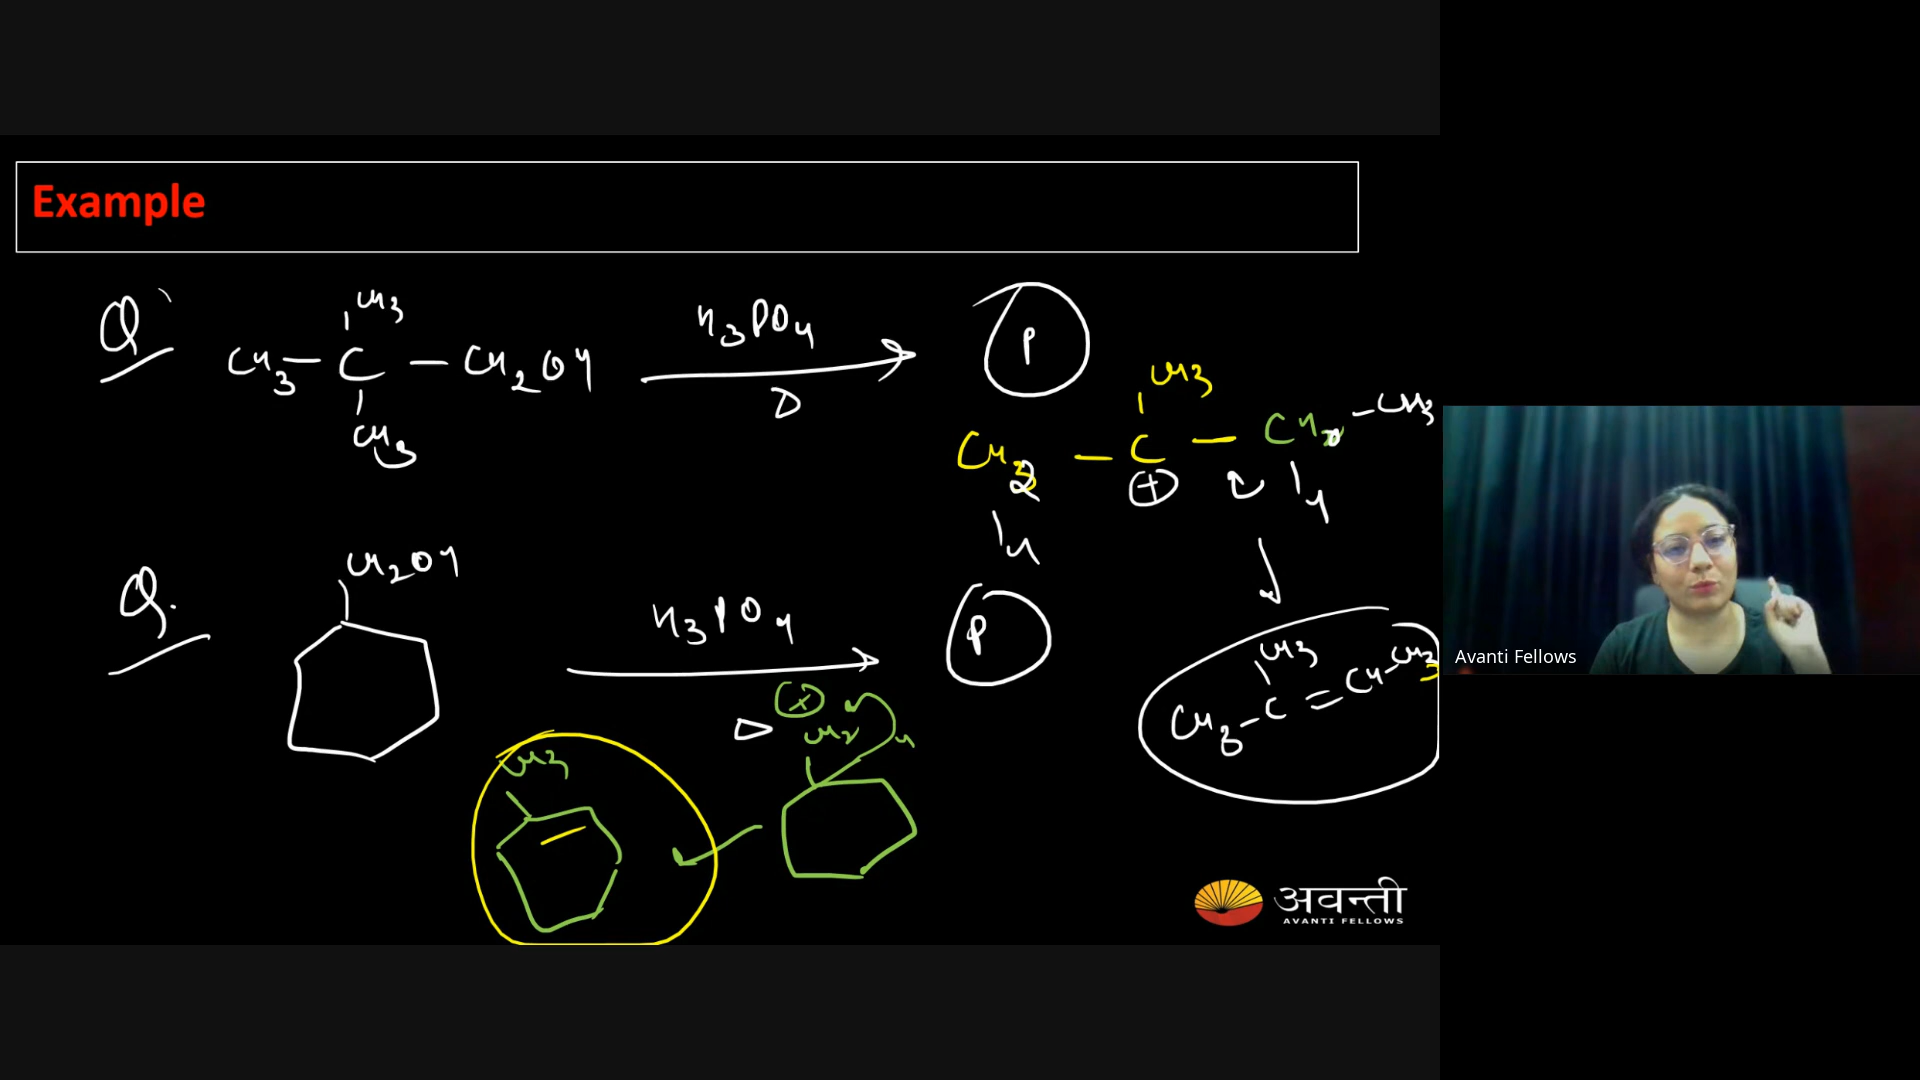 Example
Q
CH3
CH3 — C — CH2OH
CH3
H3PO4
Δ
P
CH3
CH2 — C — CH — CH3
⊕
H
H
CH3
CH3 — C = CH — CH3
Q.
CH2OH
H3PO4
Δ
P
⊕
CH2
H
CH3
अवन्ती
AVANTI FELLOWS
Avanti Fellows